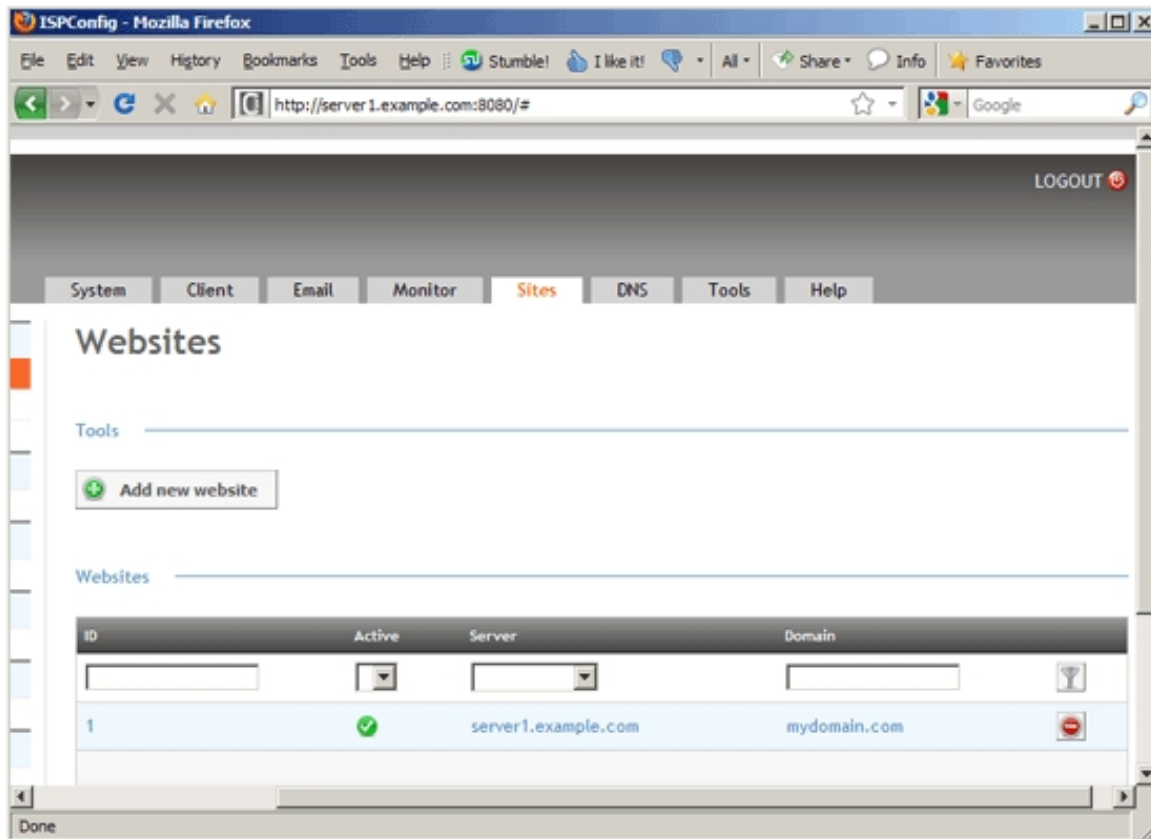 ISPConfig - Mozilla Firefox
File Edit View History Bookmarks Tools Help Stumble! I like it! All Share Info Favorites
http://server1.example.com:8080/# Google
LOGOUT
System Client Email Monitor Sites DNS Tools Help
Websites
Tools
Add new website
Websites
ID Active Server Domain
1 server1.example.com mydomain.com
Done